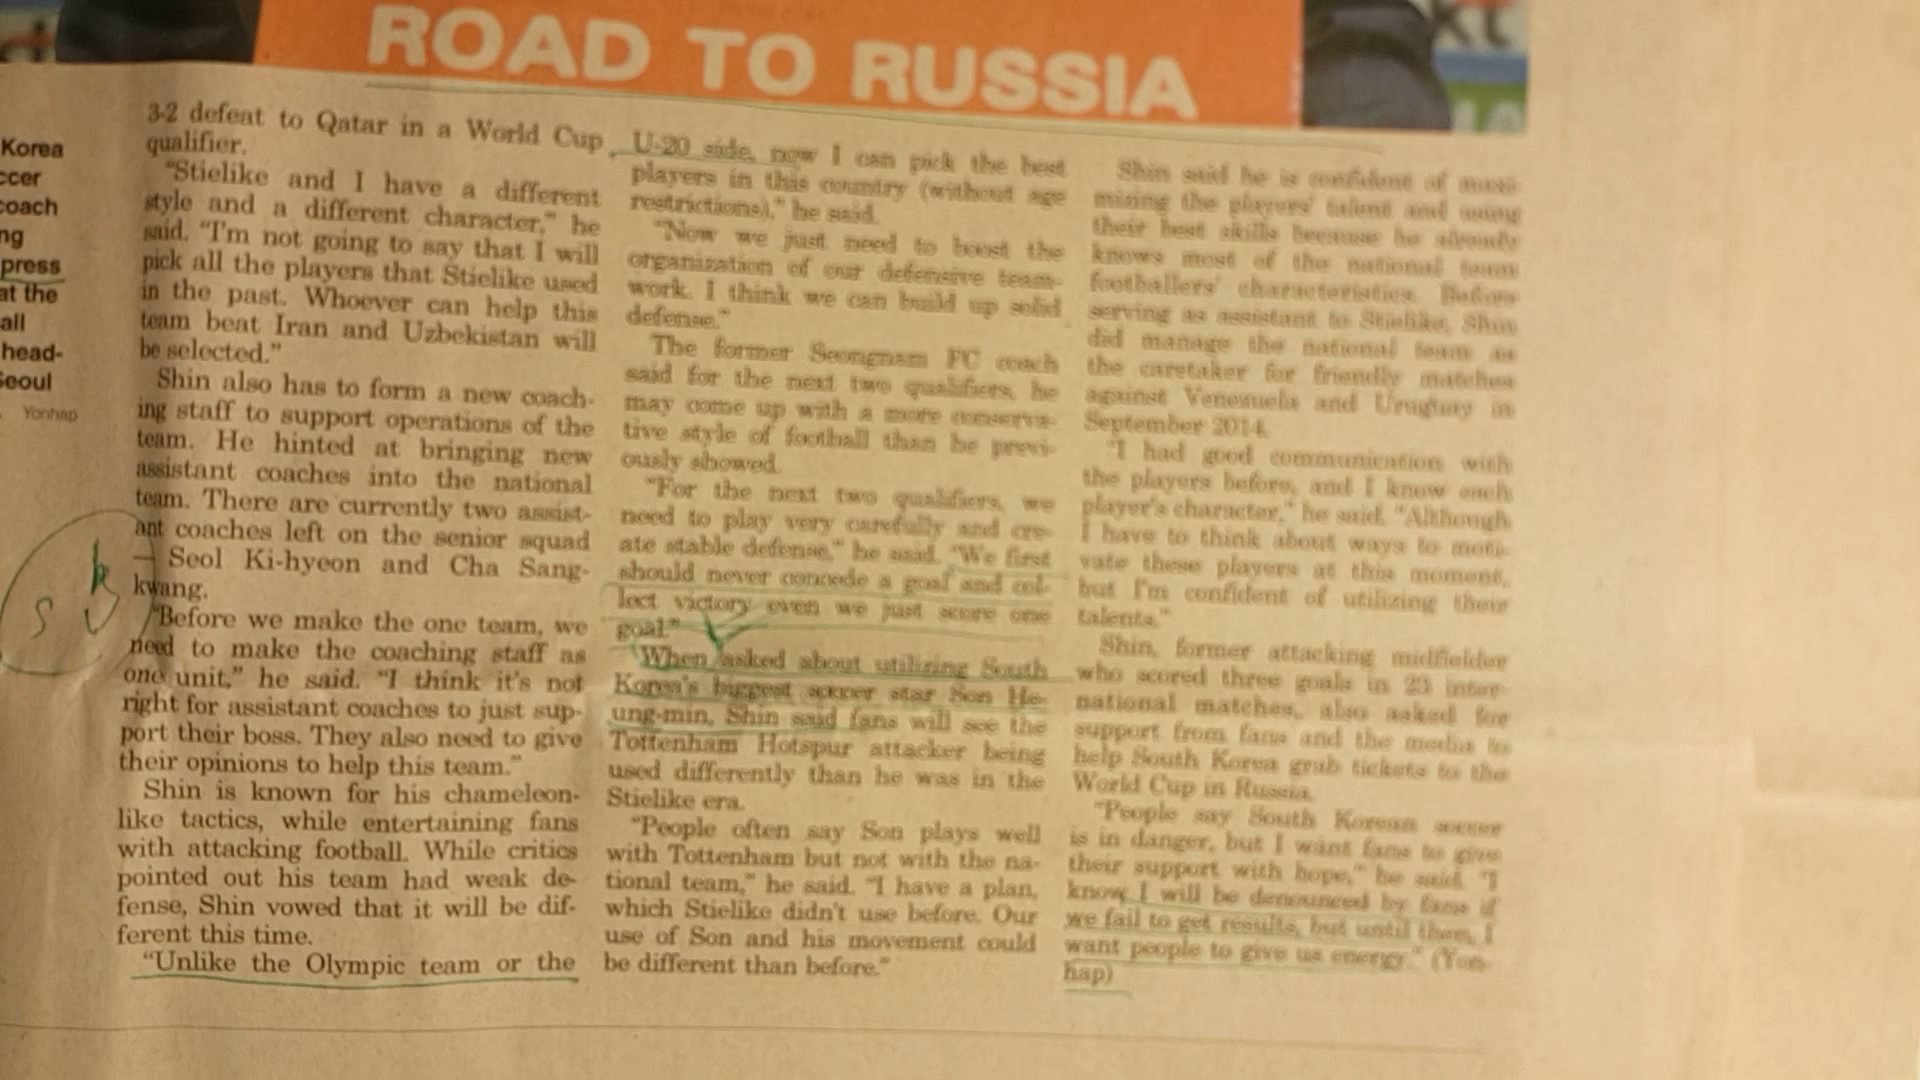 ROAD TO RUSSIA
Korea
ccer
coach
ng
press
at the
all
head-
Seoul
Yonhap
3-2 defeat to Qatar in a World Cup
qualifier.
"Stielike and I have a different
style and a different character," he
said. "I'm not going to say that I will
pick all the players that Stielike used
in the past. Whoever can help this
team beat Iran and Uzbekistan will
be selected."
Shin also has to form a new coach-
ing staff to support operations of the
team. He hinted at bringing new
assistant coaches into the national
team. There are currently two assist-
ant coaches left on the senior squad
— Seol Ki-hyeon and Cha Sang-
kwang.
"Before we make the one team, we
need to make the coaching staff as
one unit," he said. "I think it's not
right for assistant coaches to just sup-
port their boss. They also need to give
their opinions to help this team."
Shin is known for his chameleon-
like tactics, while entertaining fans
with attacking football. While critics
pointed out his team had weak de-
fense, Shin vowed that it will be dif-
ferent this time.
"Unlike the Olympic team or the
U-20 side, now I can pick the best
players in this country (without age
restrictions)," he said.
"Now we just need to boost the
organization of our defensive team-
work. I think we can build up solid
defense."
The former Seongnam FC coach
said for the next two qualifiers, he
may come up with a more conserva-
tive style of football than he previ-
ously showed.
"For the next two qualifiers, we
need to play very carefully and cre-
ate stable defense," he said. "We first
should never concede a goal and col-
lect victory even we just score one
goal."
When asked about utilizing South
Korea's biggest soccer star Son He-
ung-min, Shin said fans will see the
Tottenham Hotspur attacker being
used differently than he was in the
Stielike era.
"People often say Son plays well
with Tottenham but not with the na-
tional team," he said. "I have a plan,
which Stielike didn't use before. Our
use of Son and his movement could
be different than before."
Shin said he is confident of maxi-
mizing the players' talent and using
their best skills because he already
knows most of the national team
footballers' characteristics. Before
serving as assistant to Stielike, Shin
did manage the national team as
the caretaker for friendly matches
against Venezuela and Uruguay in
September 2014.
"I had good communication with
the players before, and I know each
player's character," he said. "Although
I have to think about ways to moti-
vate these players at this moment,
but I'm confident of utilizing their
talents."
Shin, former attacking midfielder
who scored three goals in 23 inter-
national matches, also asked for
support from fans and the media to
help South Korea grab tickets to the
World Cup in Russia.
"People say South Korean soccer
is in danger, but I want fans to give
their support with hope," he said. "I
know I will be denounced by fans if
we fail to get results, but until then, I
want people to give us energy." (Yon-
hap)